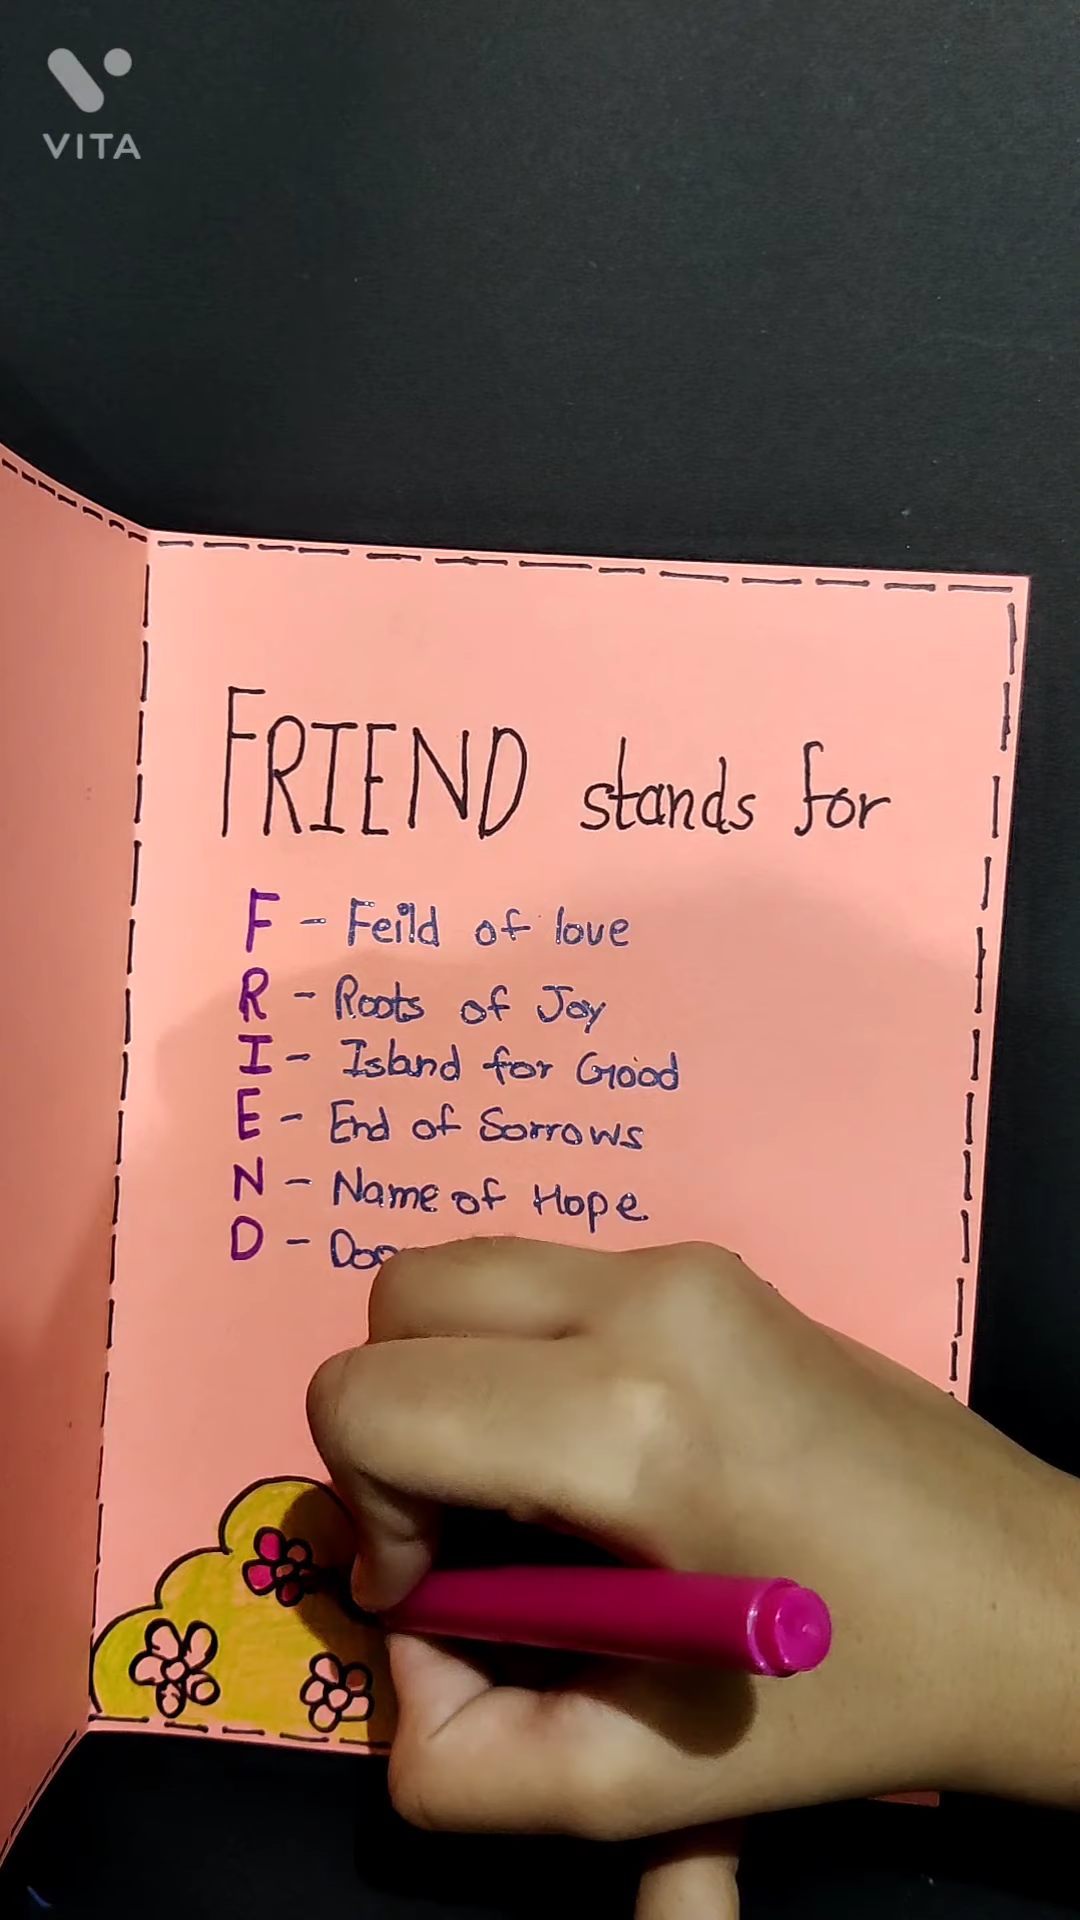 VITA
FRIEND stands for
F - Feild of love
R - Roots of Joy
I - Island for Good
E - End of Sorrows
N - Name of Hope
D -